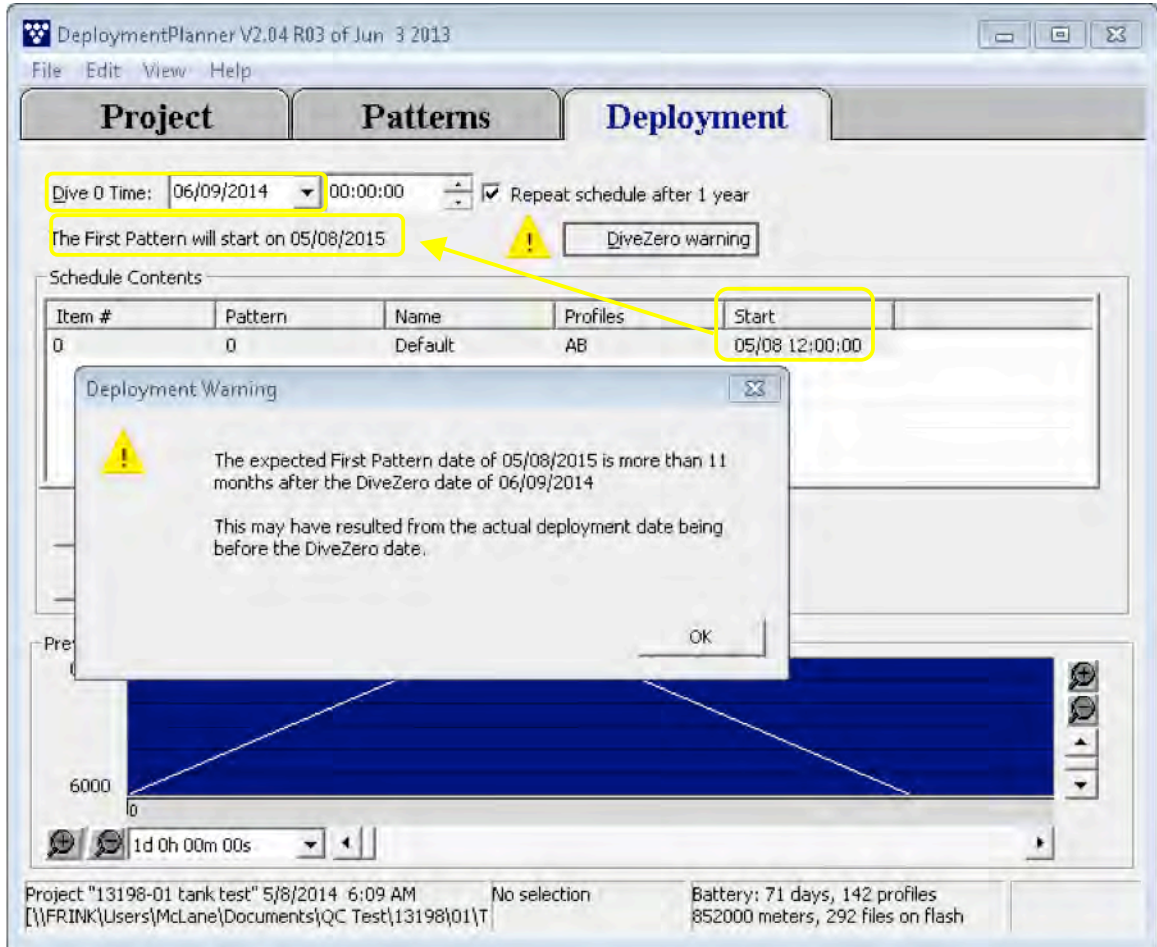 DeploymentPlanner V2.04 R03 of Jun 3 2013
File Edit View Help
Project Patterns Deployment
Dive 0 Time: 06/09/2014 00:00:00 Repeat schedule after 1 year
The First Pattern will start on 05/08/2015 DiveZero warning
Schedule Contents
Item # Pattern Name Profiles Start
0 0 Default AB 05/08 12:00:00
Deployment Warning
The expected First Pattern date of 05/08/2015 is more than 11
months after the DiveZero date of 06/09/2014
This may have resulted from the actual deployment date being
before the DiveZero date.
OK
6000
0
1d 0h 00m 00s
Project "13198-01 tank test" 5/8/2014 6:09 AM No selection Battery: 71 days, 142 profiles
[\\FRINK\Users\McLane\Documents\QC Test\13198\01\T 852000 meters, 292 files on flash